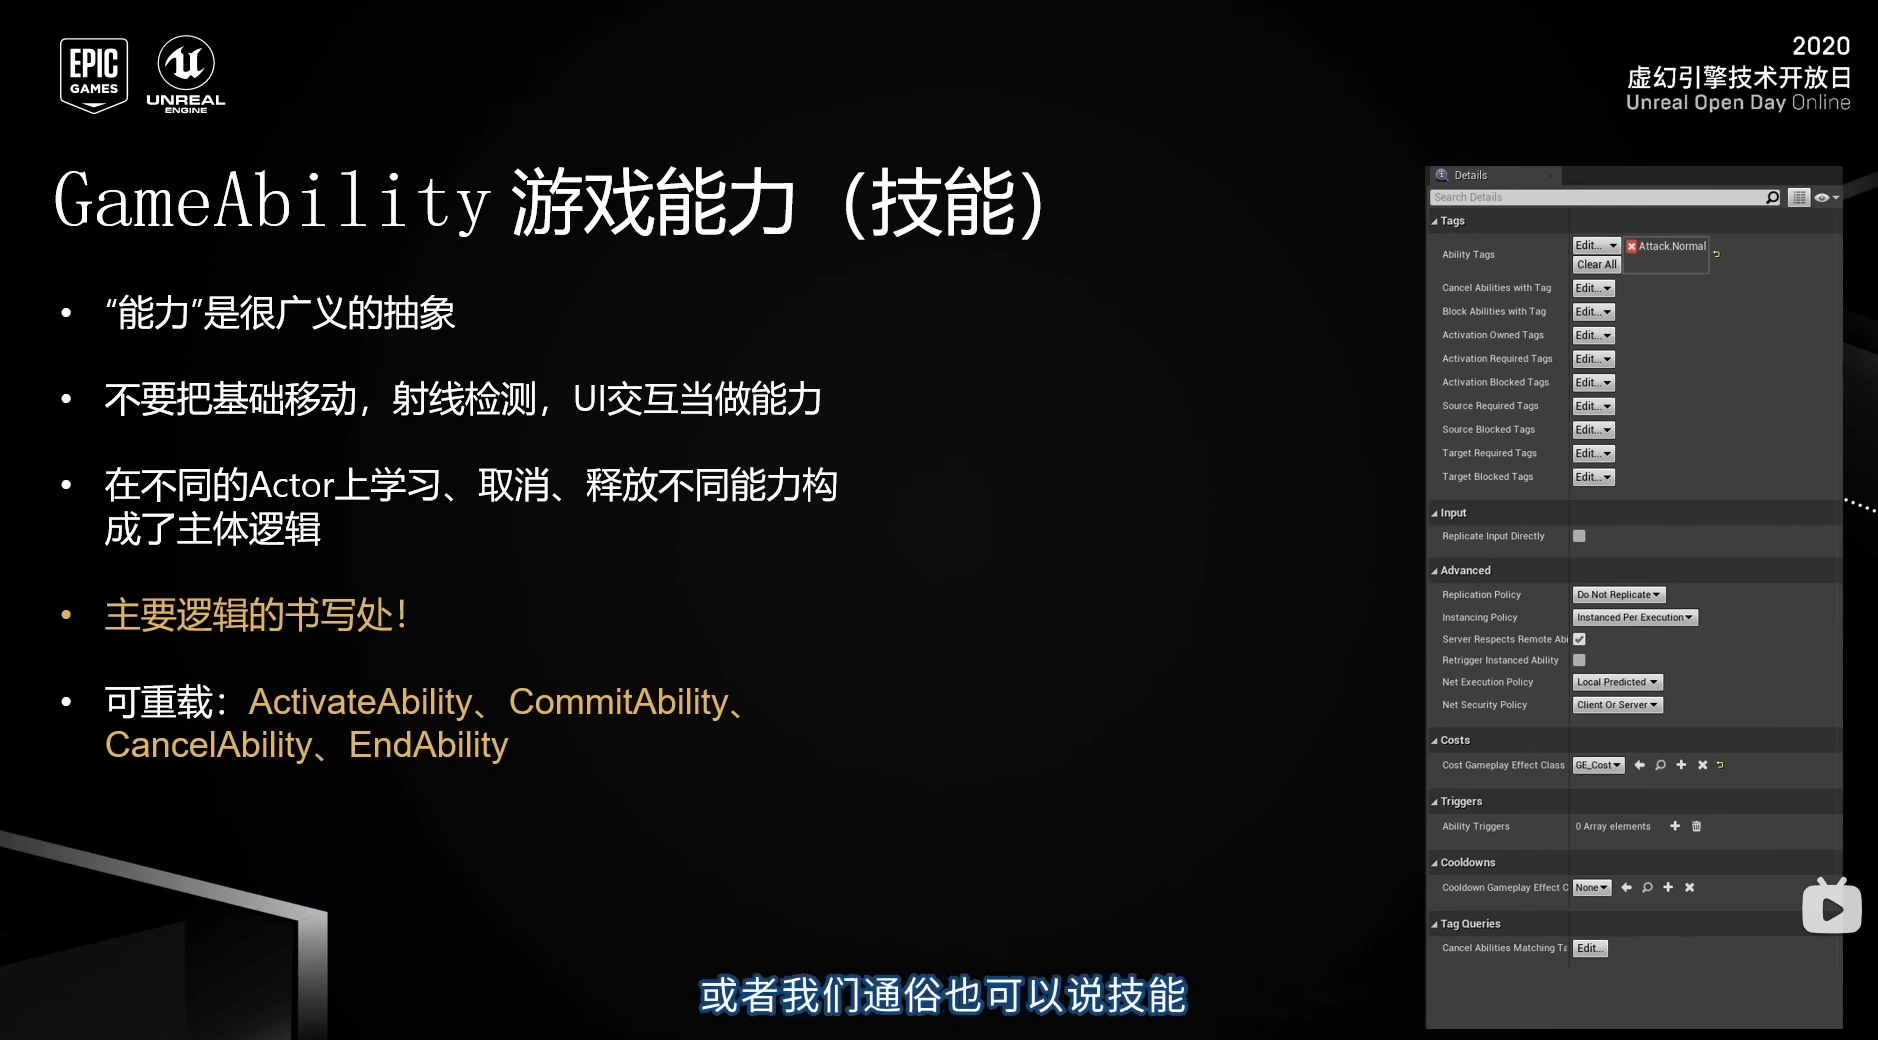 EPIC
GAMES
UNREAL
ENGINE
2020
虚幻引擎技术开放日
Unreal Open Day Online
GameAbility 游戏能力（技能）
• “能力”是很广义的抽象
• 不要把基础移动，射线检测，UI交互当做能力
• 在不同的Actor上学习、取消、释放不同能力构
成了主体逻辑
• 主要逻辑的书写处！
• 可重载：ActivateAbility、CommitAbility、
CancelAbility、EndAbility
Details
Search Details
Tags
Ability Tags Edit... Attack.Normal
Clear All
Cancel Abilities with Tag Edit...
Block Abilities with Tag Edit...
Activation Owned Tags Edit...
Activation Required Tags Edit...
Activation Blocked Tags Edit...
Source Required Tags Edit...
Source Blocked Tags Edit...
Target Required Tags Edit...
Target Blocked Tags Edit...
Input
Replicate Input Directly
Advanced
Replication Policy Do Not Replicate
Instancing Policy Instanced Per Execution
Server Respects Remote Abi
Retrigger Instanced Ability
Net Execution Policy Local Predicted
Net Security Policy Client Or Server
Costs
Cost Gameplay Effect Class GE_Cost
Triggers
Ability Triggers 0 Array elements
Cooldowns
Cooldown Gameplay Effect C None
Tag Queries
Cancel Abilities Matching Ta Edit...
或者我们通俗也可以说技能